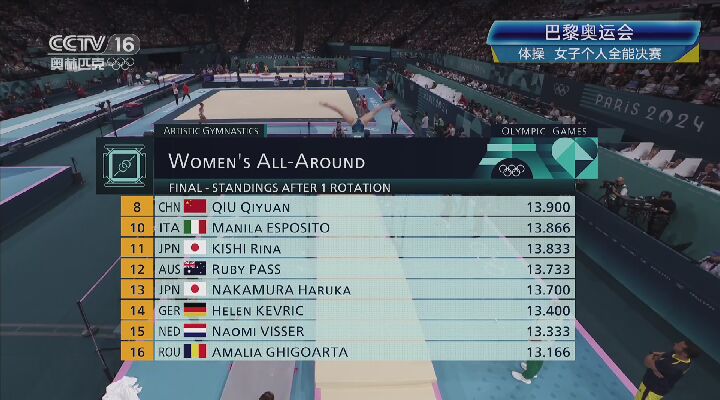 CCTV 16
奥林匹克
巴黎奥运会
体操 女子个人全能决赛
PARIS 2024
ARTISTIC GYMNASTICS
OLYMPIC GAMES
WOMEN'S ALL-AROUND
FINAL - STANDINGS AFTER 1 ROTATION
8 CHN QIU QIYUAN 13.900
10 ITA MANILA ESPOSITO 13.866
11 JPN KISHI RINA 13.833
12 AUS RUBY PASS 13.733
13 JPN NAKAMURA HARUKA 13.700
14 GER HELEN KEVRIC 13.400
15 NED NAOMI VISSER 13.333
16 ROU AMALIA GHIGOARTA 13.166